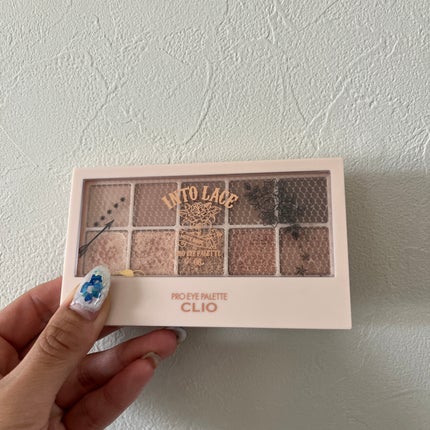 INTO LACE
PRO EYE PALETTE
PRO EYE PALETTE
CLIO